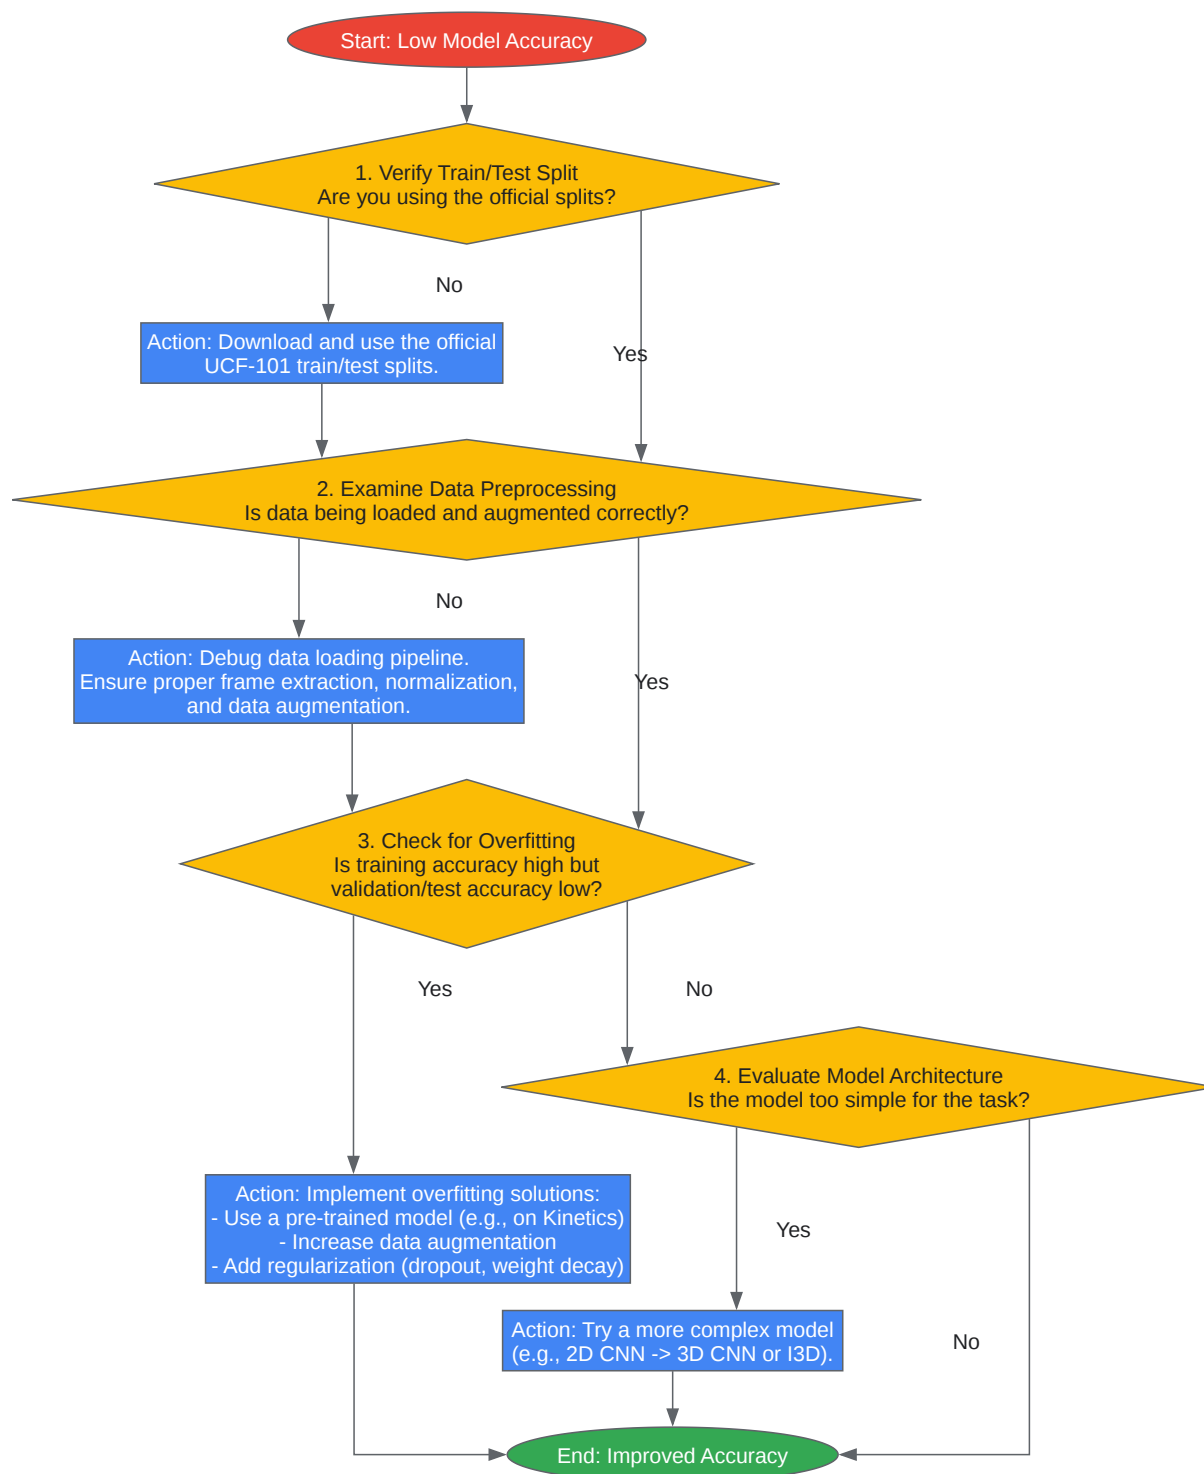 Start: Low Model Accuracy
1. Verify Train/Test Split
Are you using the official splits?
No
Action: Download and use the official
UCF-101 train/test splits.
Yes
2. Examine Data Preprocessing
Is data being loaded and augmented correctly?
No
Action: Debug data loading pipeline.
Ensure proper frame extraction, normalization,
and data augmentation.
Yes
3. Check for Overfitting
Is training accuracy high but
validation/test accuracy low?
Yes
No
4. Evaluate Model Architecture
Is the model too simple for the task?
Action: Implement overfitting solutions:
- Use a pre-trained model (e.g., on Kinetics)
- Increase data augmentation
- Add regularization (dropout, weight decay)
Yes
Action: Try a more complex model
(e.g., 2D CNN -> 3D CNN or I3D).
No
End: Improved Accuracy